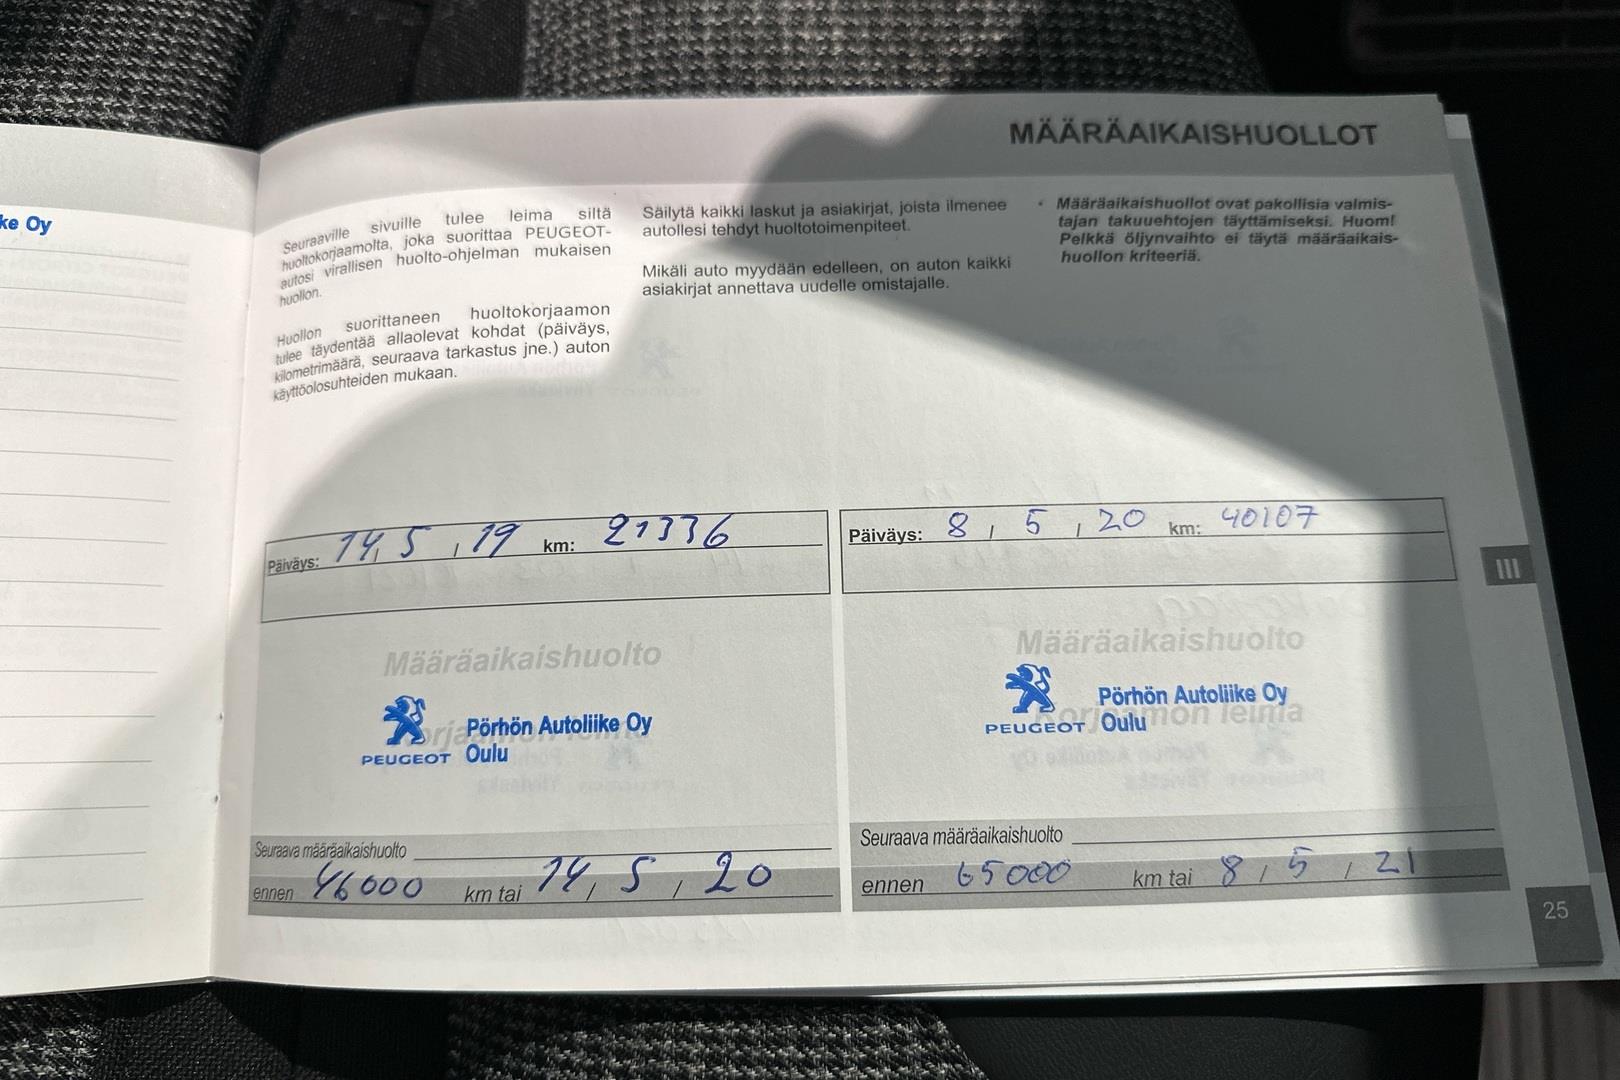 ke Oy
MÄÄRÄAIKAISHUOLLOT
Seuraaville sivuille tulee leima siltä
huoltokorjaamolta, joka suorittaa PEUGEOT-
autosi virallisen huolto-ohjelman mukaisen
huollon.
Huollon suorittaneen huoltokorjaamon
tulee täydentää allaolevat kohdat (päiväys,
kilometrimäärä, seuraava tarkastus jne.) auton
käyttöolosuhteiden mukaan.
Säilytä kaikki laskut ja asiakirjat, joista ilmenee
autollesi tehdyt huoltotoimenpiteet.
Mikäli auto myydään edelleen, on auton kaikki
asiakirjat annettava uudelle omistajalle.
• Määräaikaishuollot ovat pakollisia valmis-
tajan takuuehtojen täyttämiseksi. Huom!
Pelkkä öljynvaihto ei täytä määräaikais-
huollon kriteeriä.
Päiväys: 14, 5, 19 km: 21336
Määräaikaishuolto
Korjaamon leima
PEUGEOT
Pörhön Autoliike Oy
Oulu
Seuraava määräaikaishuolto
ennen 46000 km tai 14, 5, 20
Päiväys: 8, 5, 20 km: 40107
Määräaikaishuolto
Korjaamon leima
PEUGEOT
Pörhön Autoliike Oy
Oulu
Seuraava määräaikaishuolto
ennen 65000 km tai 8, 5, 21
III
25